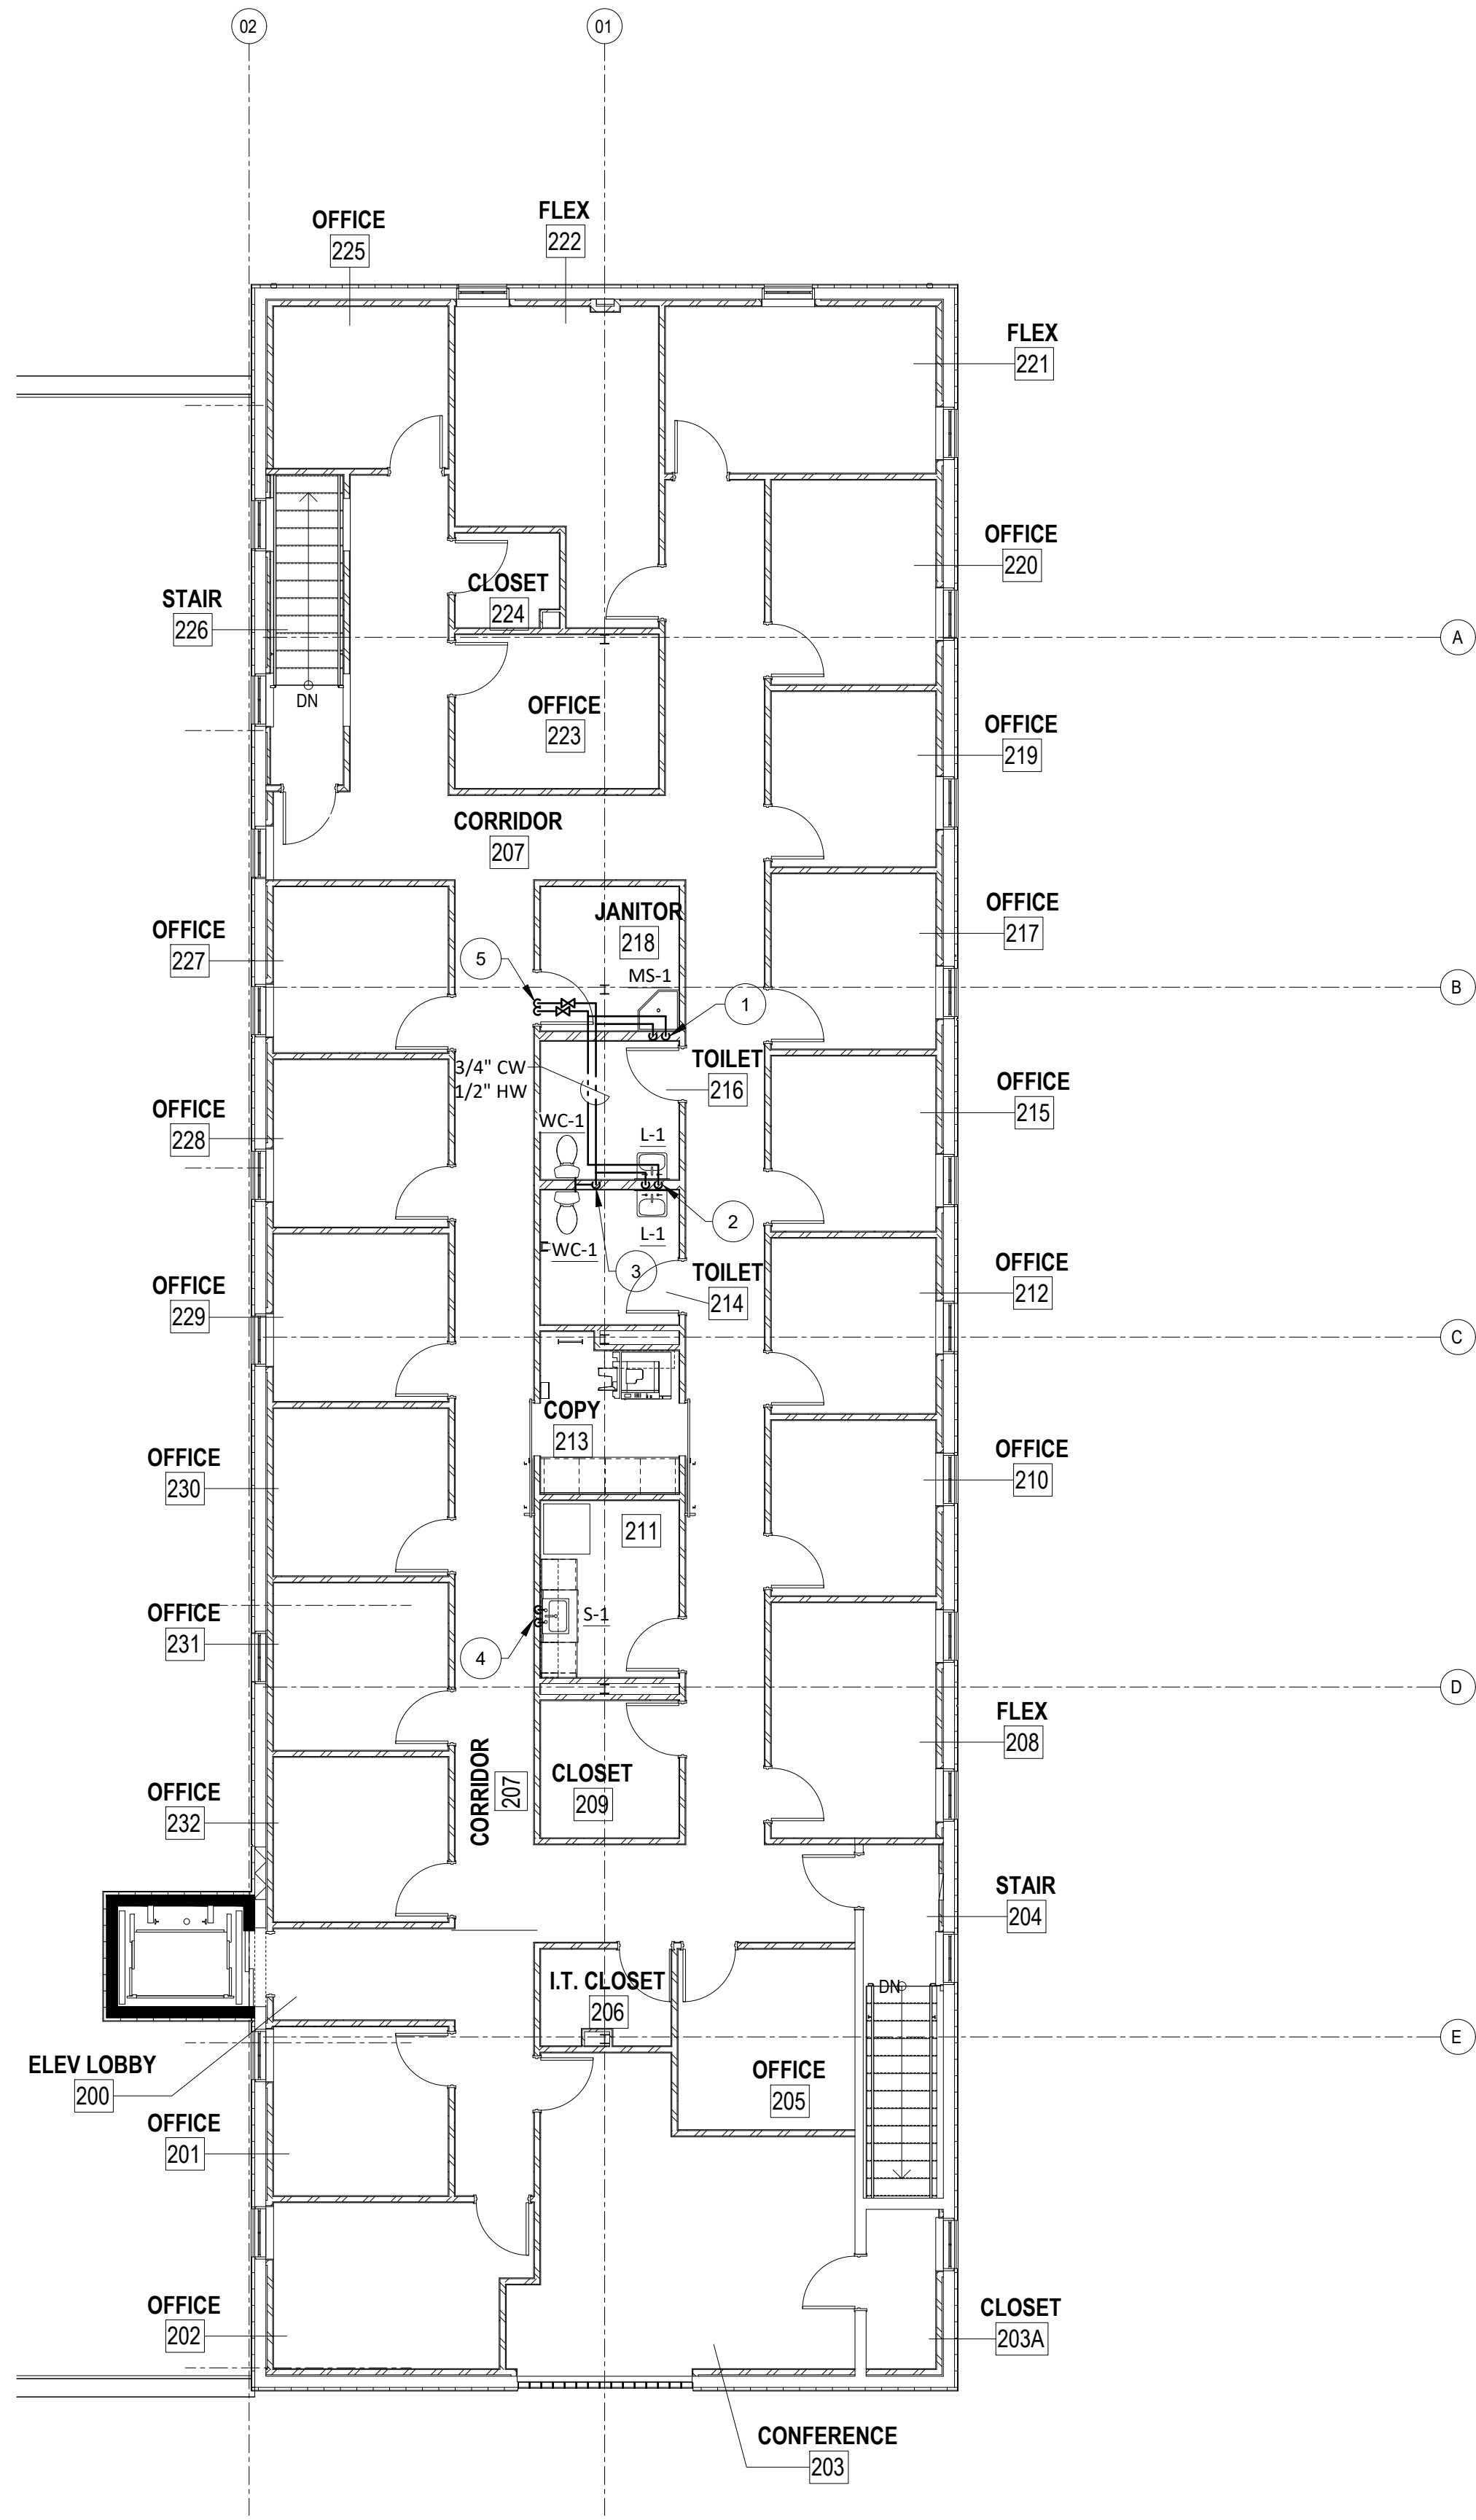 02
01
OFFICE
225
FLEX
222
FLEX
221
OFFICE
220
CLOSET
224
STAIR
226
A
DN
OFFICE
223
OFFICE
219
CORRIDOR
207
JANITOR
218
OFFICE
217
OFFICE
227
5
MS-1
B
1
3/4" CW
1/2" HW
TOILET
216
OFFICE
215
OFFICE
228
WC-1
L-1
2
L-1
WC-1
3
TOILET
214
OFFICE
212
OFFICE
229
C
COPY
213
OFFICE
230
OFFICE
210
211
S-1
OFFICE
231
4
D
FLEX
208
CORRIDOR
207
CLOSET
209
OFFICE
232
STAIR
204
I.T. CLOSET
206
DN
E
ELEV LOBBY
200
OFFICE
205
OFFICE
201
OFFICE
202
CLOSET
203A
CONFERENCE
203